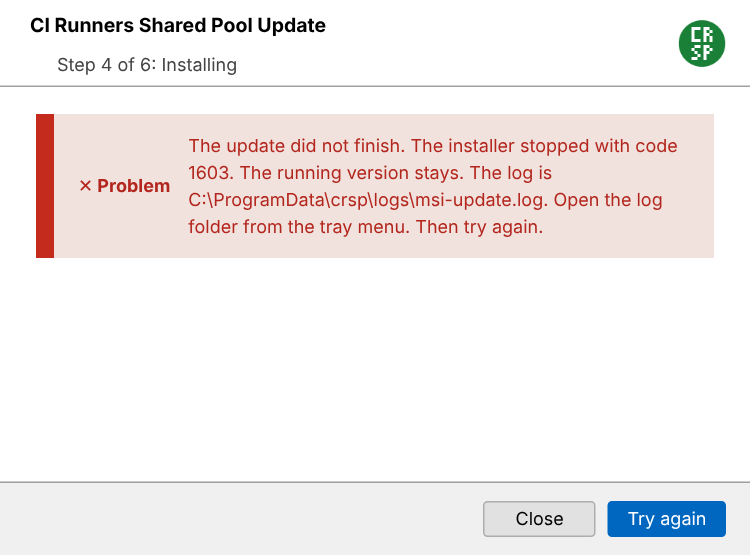 CI Runners Shared Pool Update
Step 4 of 6: Installing
CR
SP
✕ Problem
The update did not finish. The installer stopped with code
1603. The running version stays. The log is
C:\ProgramData\crsp\logs\msi-update.log. Open the log
folder from the tray menu. Then try again.
Close
Try again